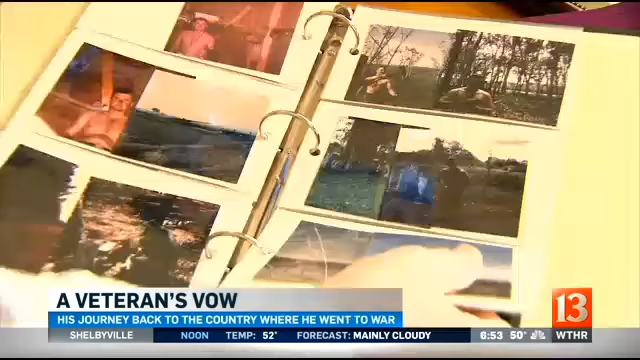 A VETERAN'S VOW
HIS JOURNEY BACK TO THE COUNTRY WHERE HE WENT TO WAR
13
SHELBYVILLE NOON TEMP: 52° FORECAST: MAINLY CLOUDY 6:53 50° WTHR